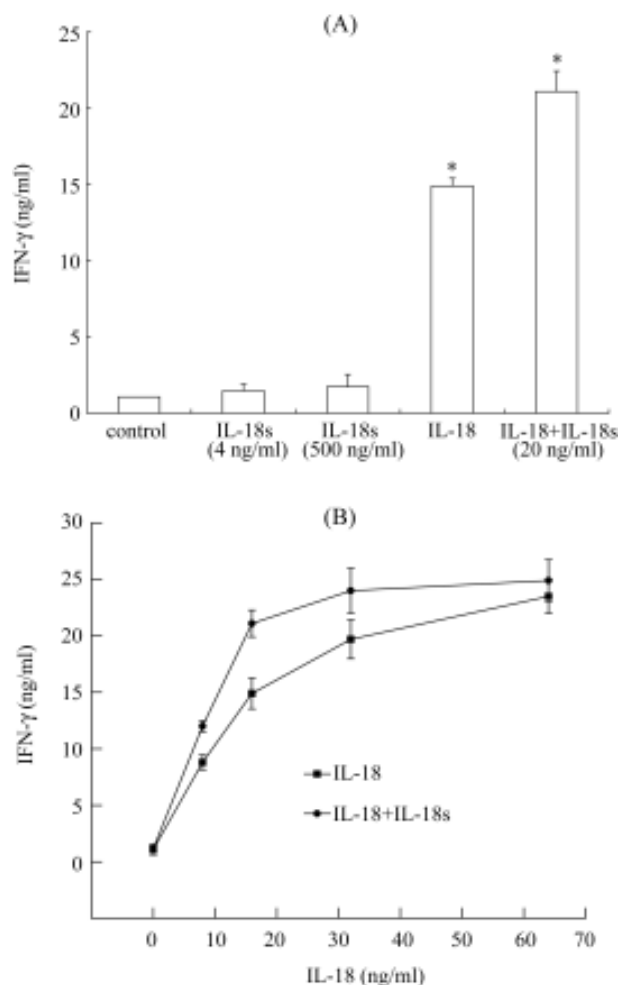 (A)
25
20
15
10
5
0
IFN-γ (ng/ml)
*
*
control
IL-18s
(4 ng/ml)
IL-18s
(500 ng/ml)
IL-18
IL-18+IL-18s
(20 ng/ml)
(B)
30
25
20
15
10
5
0
IFN-γ (ng/ml)
IL-18
IL-18+IL-18s
0 10 20 30 40 50 60 70
IL-18 (ng/ml)